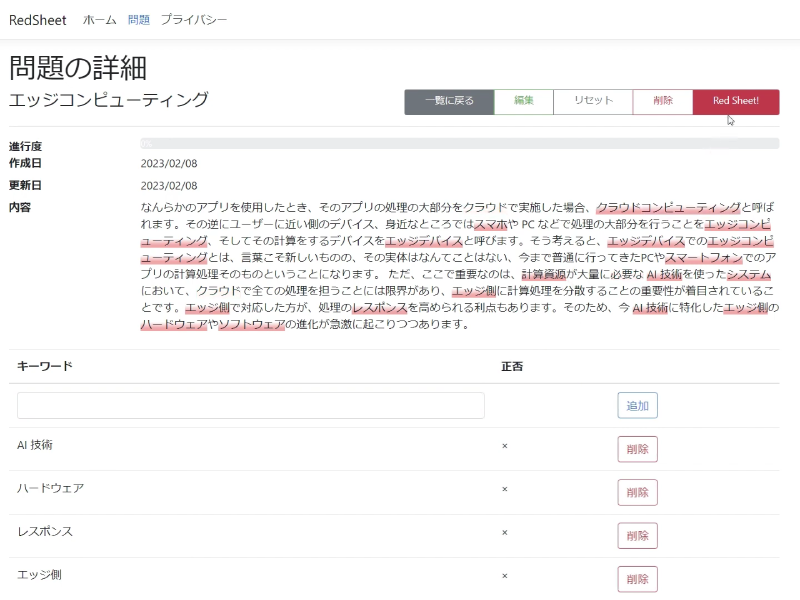 RedSheet ホーム 問題 プライバシー
問題の詳細
エッジコンピューティング
一覧に戻る 編集 リセット 削除 Red Sheet!
進行度 0%
作成日 2023/02/08
更新日 2023/02/08
内容 なんらかのアプリを使用したとき、そのアプリの処理の大部分をクラウドで実施した場合、クラウドコンピューティングと呼ば
れます。その逆にユーザーに近い側のデバイス、身近なところではスマホや PC などで処理の大部分を行うことをエッジコンピ
ューティング、そしてその計算をするデバイスをエッジデバイスと呼びます。そう考えると、エッジデバイスでのエッジコンピ
ューティングとは、言葉こそ新しいものの、その実体はなんてことはない、今まで普通に行ってきたPCやスマートフォンでのア
プリの計算処理そのものということになります。 ただ、ここで重要なのは、計算資源が大量に必要な AI 技術を使ったシステム
において、クラウドで全ての処理を担うことには限界があり、エッジ側に計算処理を分散することの重要性が着目されているこ
とです。エッジ側で対応した方が、処理のレスポンスを高められる利点もあります。そのため、今 AI 技術に特化したエッジ側の
ハードウェアやソフトウェアの進化が急激に起こりつつあります。
キーワード 正否
追加
AI 技術 × 削除
ハードウェア × 削除
レスポンス × 削除
エッジ側 × 削除